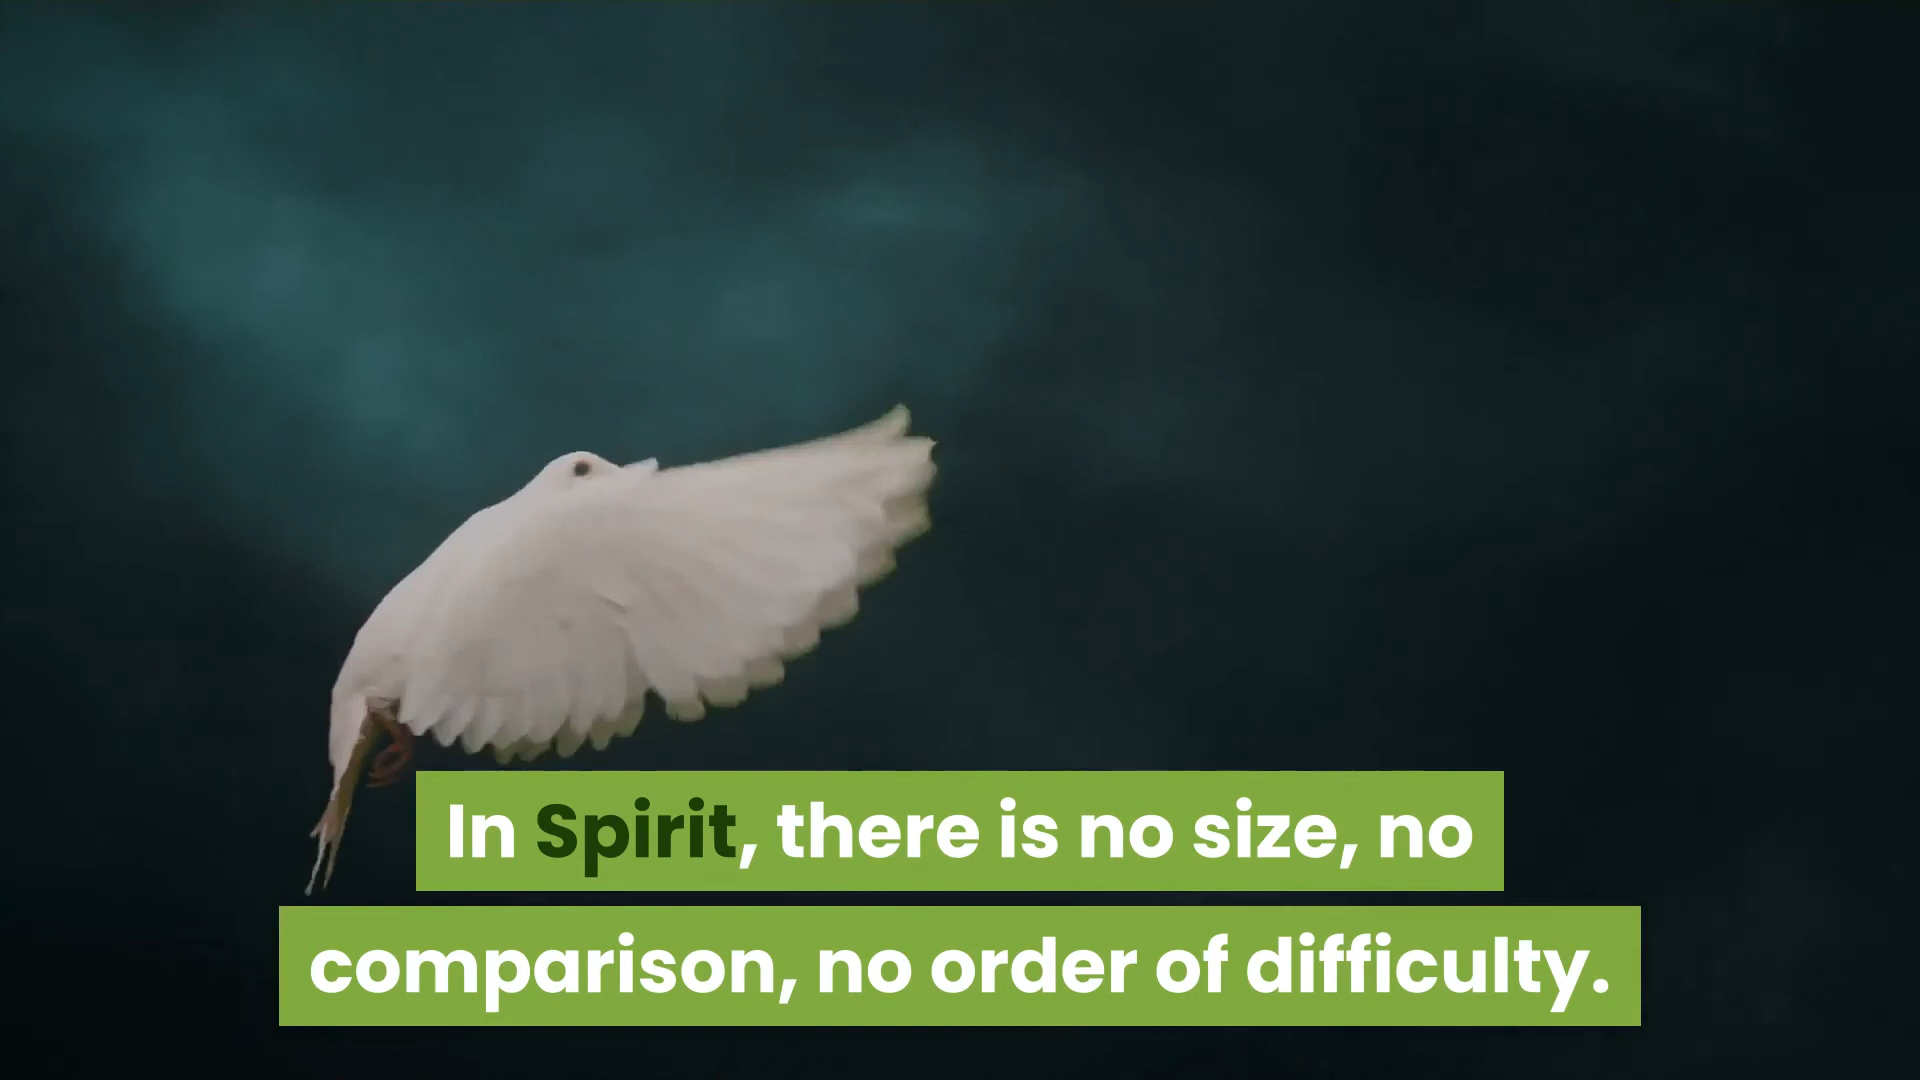 In Spirit, there is no size, no
comparison, no order of difficulty.